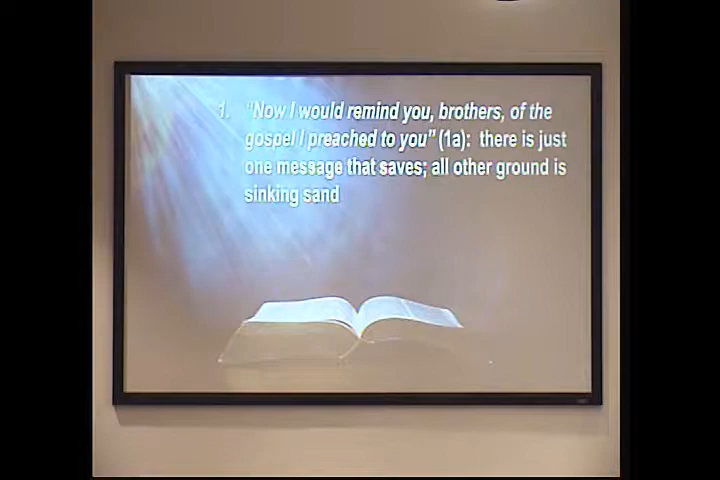 1. "Now I would remind you, brothers, of the
gospel I preached to you" (1a): there is just
one message that saves; all other ground is
sinking sand